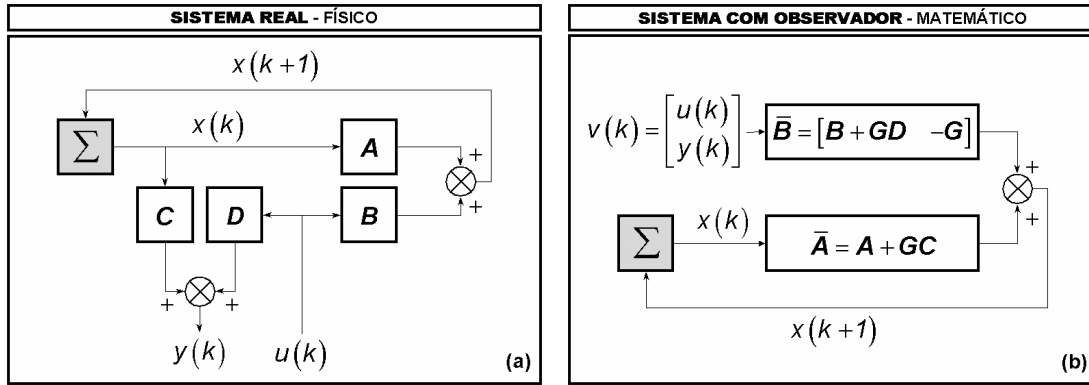 SISTEMA REAL - FÍSICO
x(k+1)
x(k)
Σ
A
+
+
C
D
B
+
+
y(k)
u(k)
(a)
SISTEMA COM OBSERVADOR - MATEMÁTICO
v(k) = [u(k) y(k)]
B̄ = [B + GD -G]
+
+
x(k)
Σ
Ā = A + GC
x(k+1)
(b)